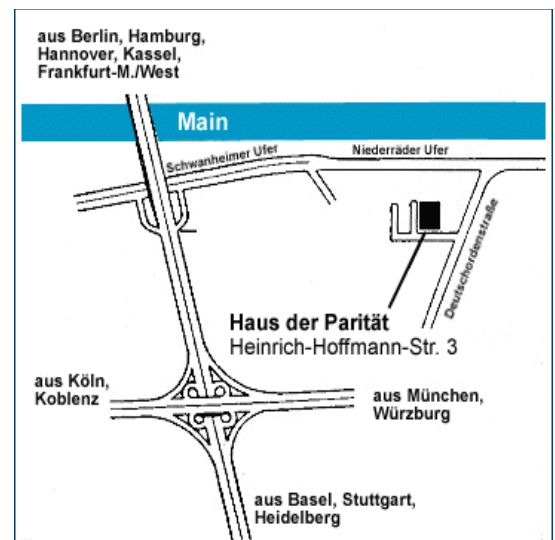 aus Berlin, Hamburg,
Hannover, Kassel,
Frankfurt-M./West
Main
Schwanheimer Ufer
Niederräder Ufer
Deutschordenstraße
Haus der Parität
Heinrich-Hoffmann-Str. 3
aus Köln,
Koblenz
aus München,
Würzburg
aus Basel, Stuttgart,
Heidelberg